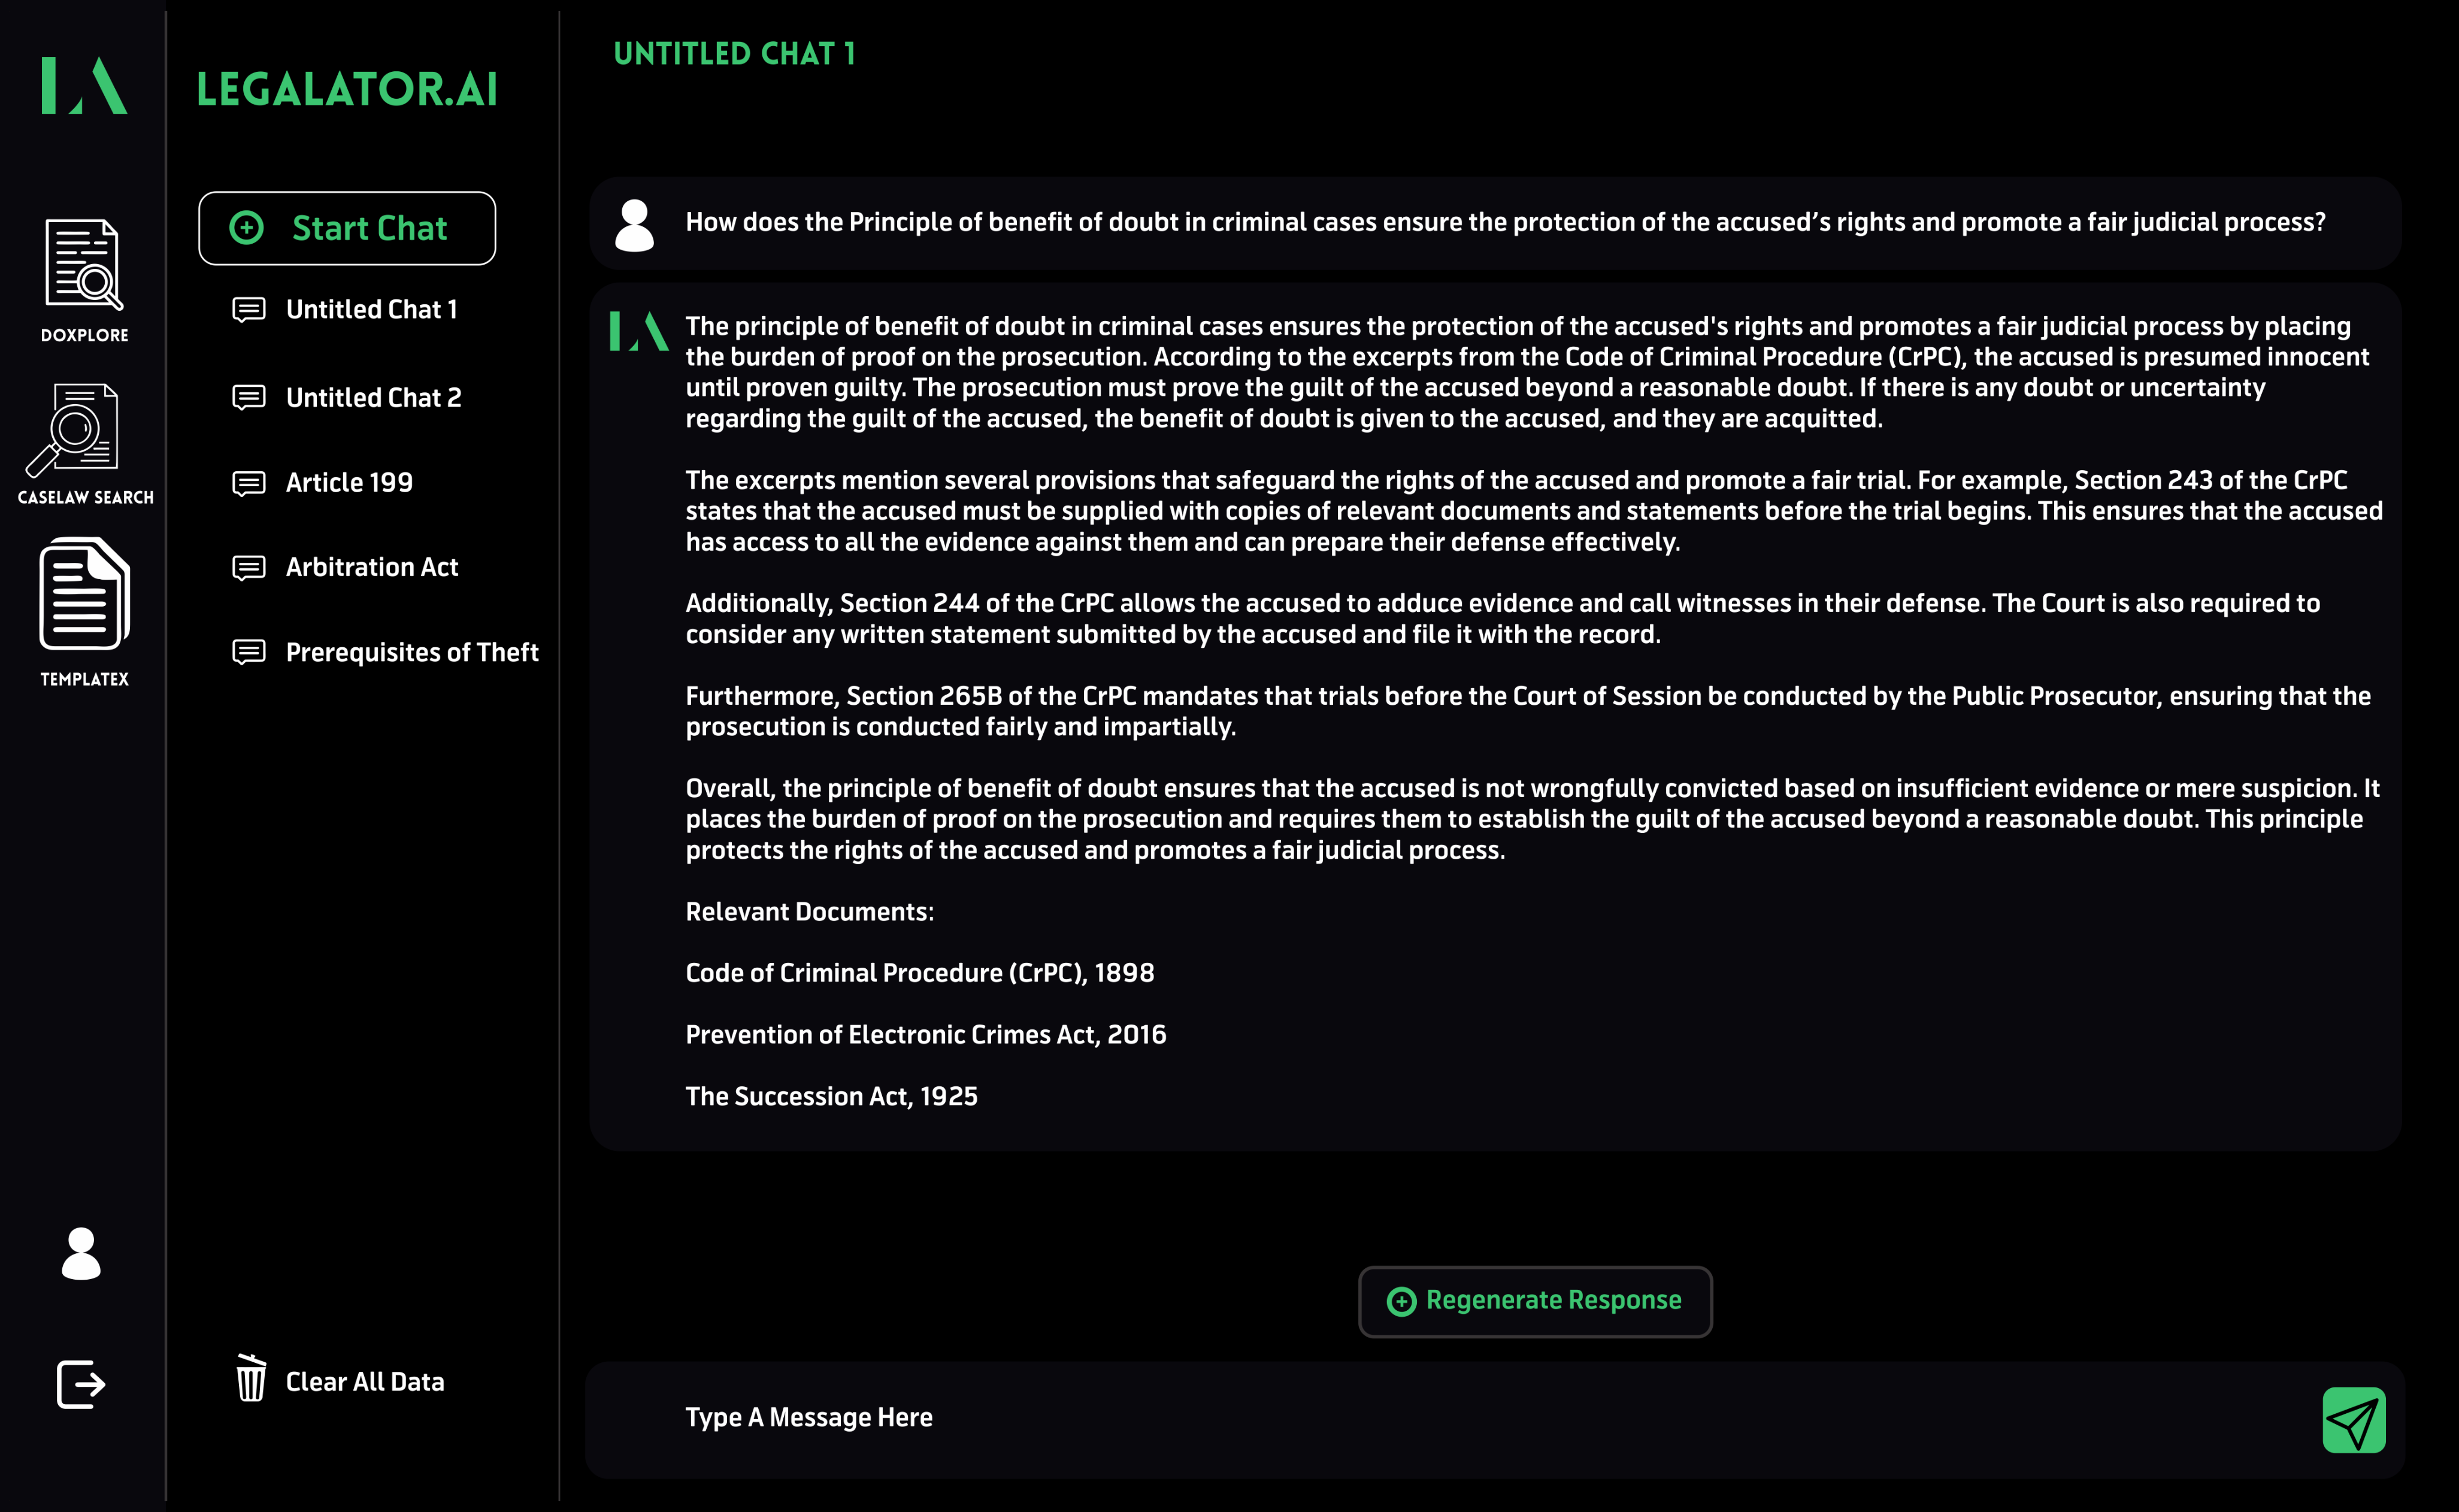 LEGALATOR.AI
DOXPLORE
CASELAW SEARCH
TEMPLATEX
Start Chat
Untitled Chat 1
Untitled Chat 2
Article 199
Arbitration Act
Prerequisites of Theft
Clear All Data
UNTITLED CHAT 1
How does the Principle of benefit of doubt in criminal cases ensure the protection of the accused’s rights and promote a fair judicial process?
The principle of benefit of doubt in criminal cases ensures the protection of the accused's rights and promotes a fair judicial process by placing
the burden of proof on the prosecution. According to the excerpts from the Code of Criminal Procedure (CrPC), the accused is presumed innocent
until proven guilty. The prosecution must prove the guilt of the accused beyond a reasonable doubt. If there is any doubt or uncertainty
regarding the guilt of the accused, the benefit of doubt is given to the accused, and they are acquitted.
The excerpts mention several provisions that safeguard the rights of the accused and promote a fair trial. For example, Section 243 of the CrPC
states that the accused must be supplied with copies of relevant documents and statements before the trial begins. This ensures that the accused
has access to all the evidence against them and can prepare their defense effectively.
Additionally, Section 244 of the CrPC allows the accused to adduce evidence and call witnesses in their defense. The Court is also required to
consider any written statement submitted by the accused and file it with the record.
Furthermore, Section 265B of the CrPC mandates that trials before the Court of Session be conducted by the Public Prosecutor, ensuring that the
prosecution is conducted fairly and impartially.
Overall, the principle of benefit of doubt ensures that the accused is not wrongfully convicted based on insufficient evidence or mere suspicion. It
places the burden of proof on the prosecution and requires them to establish the guilt of the accused beyond a reasonable doubt. This principle
protects the rights of the accused and promotes a fair judicial process.
Relevant Documents:
Code of Criminal Procedure (CrPC), 1898
Prevention of Electronic Crimes Act, 2016
The Succession Act, 1925
Regenerate Response
Type A Message Here